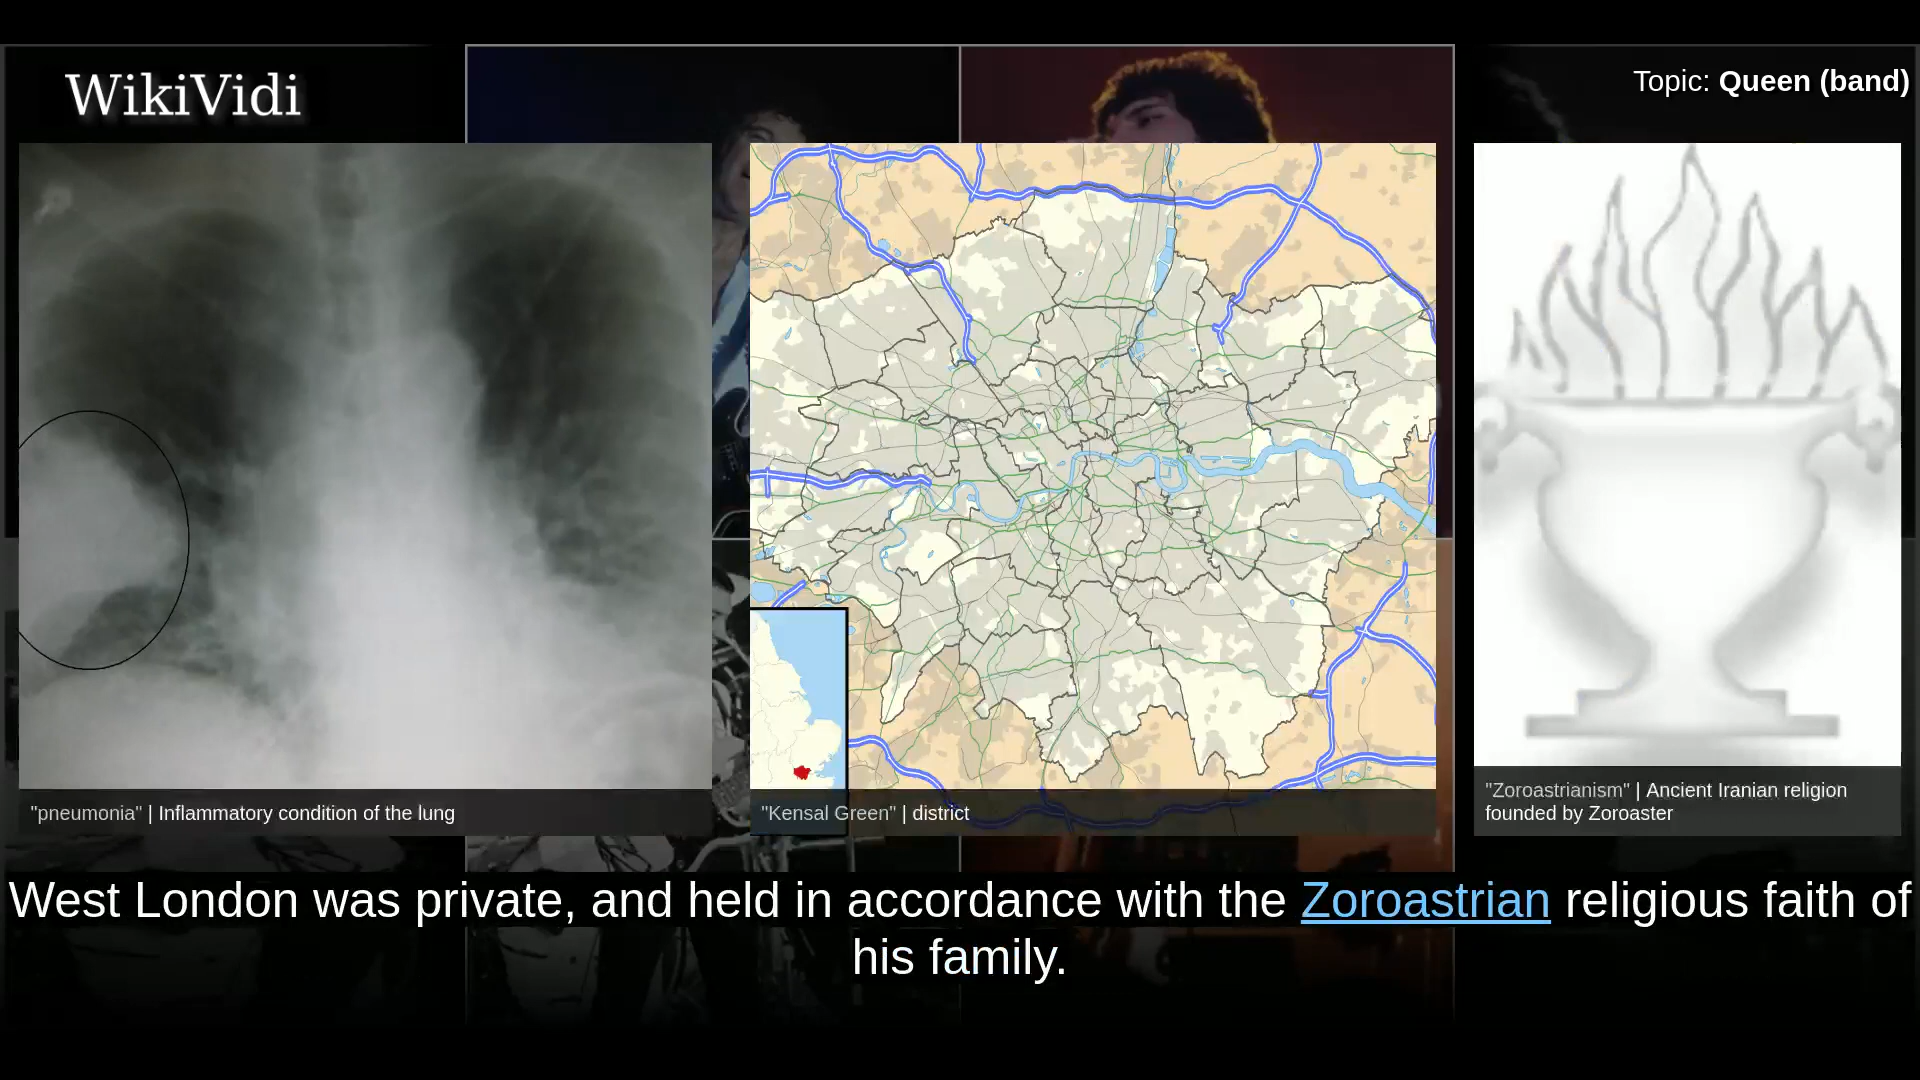 WikiVidi
Topic: Queen (band)
"pneumonia" | Inflammatory condition of the lung
"Kensal Green" | district
"Zoroastrianism" | Ancient Iranian religion
founded by Zoroaster
West London was private, and held in accordance with the Zoroastrian religious faith of
his family.